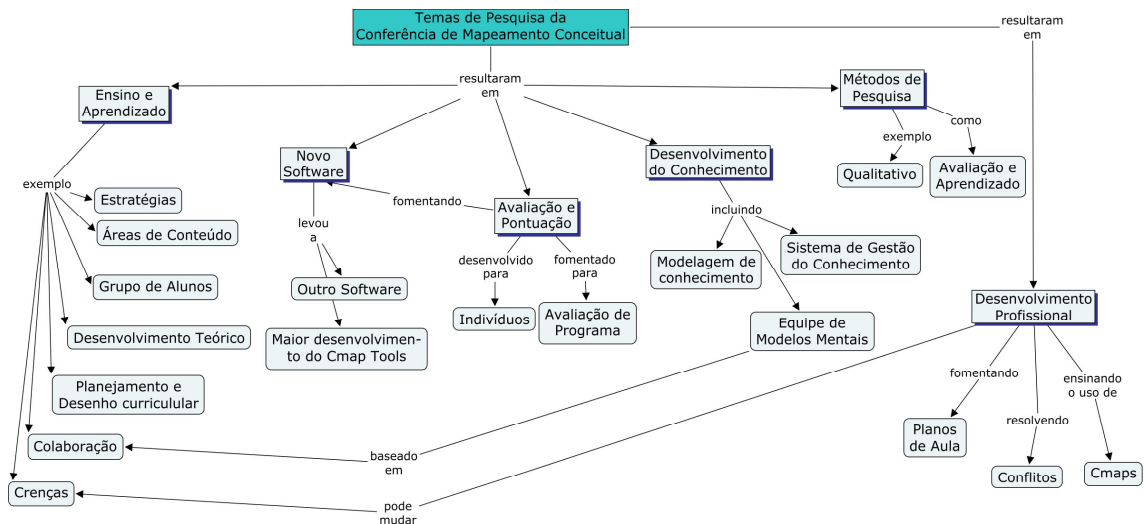 Temas de Pesquisa da
Conferência de Mapeamento Conceitual
resultaram
em
resultaram
em
Ensino e
Aprendizado
Métodos de
Pesquisa
exemplo
como
Qualitativo
Avaliação e
Aprendizado
Novo
Software
Desenvolvimento
do Conhecimento
exemplo
Estratégias
Áreas de Conteúdo
Grupo de Alunos
Desenvolvimento Teórico
Planejamento e
Desenho curriculular
Colaboração
Crenças
fomentando
Avaliação e
Pontuação
levou
a
Outro Software
Maior desenvolvimen-
to do Cmap Tools
desenvolvido
para
fomentado
para
Indivíduos
Avaliação de
Programa
incluindo
Modelagem de
conhecimento
Sistema de Gestão
do Conhecimento
Equipe de
Modelos Mentais
baseado
em
pode
mudar
Desenvolvimento
Profissional
fomentando
ensinando
o uso de
resolvendo
Planos
de Aula
Conflitos
Cmaps